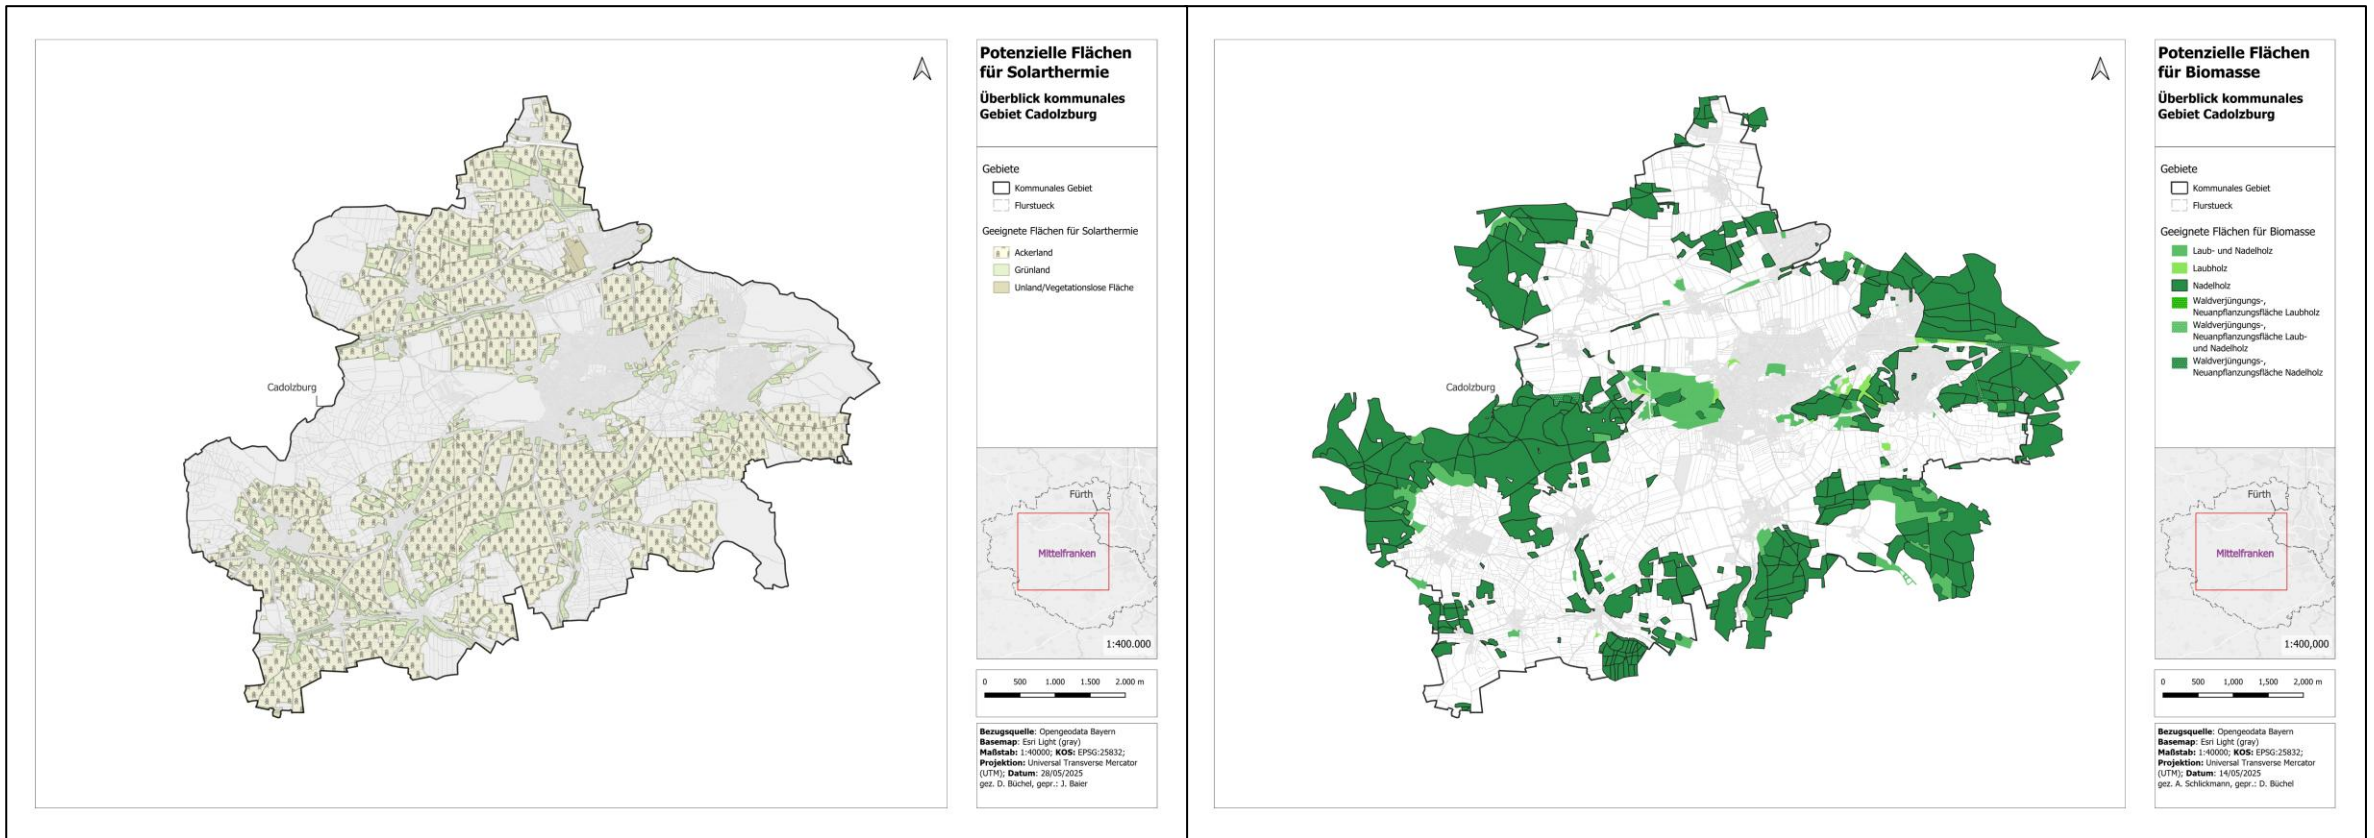 Potenzielle Flächen
für Solarthermie
Überblick kommunales
Gebiet Cadolzburg
Gebiete
Kommunales Gebiet
Flurstueck
Geeignete Flächen für Solarthermie
Ackerland
Grünland
Unland/Vegetationslose Fläche
Cadolzburg
Fürth
Mittelfranken
1:400.000
0 500 1.000 1.500 2.000 m
Bezugsquelle: Opengeodata Bayern
Basemap: Esri Light (gray)
Maßstab: 1:40000; KOS: EPSG:25832;
Projektion: Universal Transverse Mercator
(UTM); Datum: 28/05/2025
gez. D. Büchel, gepr.: J. Baier
Potenzielle Flächen
für Biomasse
Überblick kommunales
Gebiet Cadolzburg
Gebiete
Kommunales Gebiet
Flurstueck
Geeignete Flächen für Biomasse
Laub- und Nadelholz
Laubholz
Nadelholz
Waldverjüngungs-,
Neuanpflanzungsfläche Laubholz
Waldverjüngungs-,
Neuanpflanzungsfläche Laub-
und Nadelholz
Waldverjüngungs-,
Neuanpflanzungsfläche Nadelholz
Cadolzburg
Fürth
Mittelfranken
1:400,000
0 500 1,000 1,500 2,000 m
Bezugsquelle: Opengeodata Bayern
Basemap: Esri Light (gray)
Maßstab: 1:40000; KOS: EPSG:25832;
Projektion: Universal Transverse Mercator
(UTM); Datum: 14/05/2025
gez. A. Schlickmann, gepr.: D. Büchel